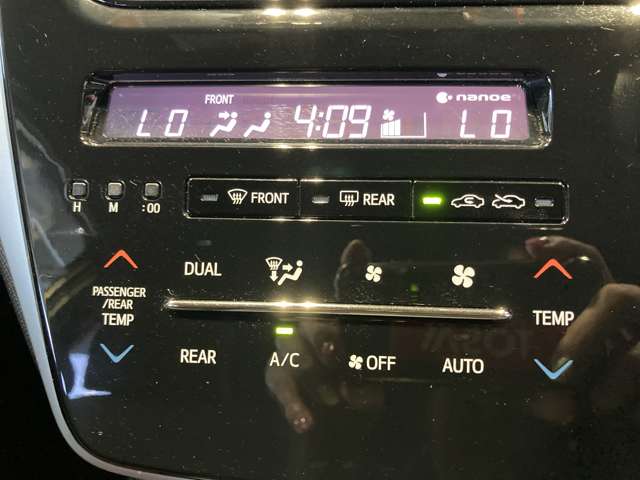 FRONT
nanoe
LO 4:09 LO
H M :00
FRONT REAR
DUAL
PASSENGER
/REAR
TEMP
TEMP
REAR A/C OFF AUTO